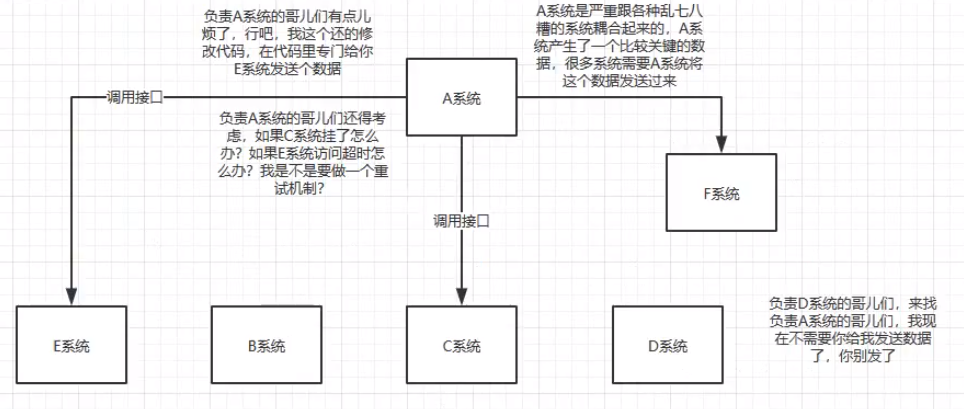 负责A系统的哥儿们有点儿
烦了，行吧，我这个还的修
改代码，在代码里专门给你
E系统发送个数据
A系统是严重跟各种乱七八
糟的系统耦合起来的，A系
统产生了一个比较关键的数
据，很多系统需要A系统将
这个数据发送过来
调用接口
A系统
负责A系统的哥儿们还得考
虑，如果C系统挂了怎么
办？如果E系统访问超时怎
么办？我是不是要做一个重
试机制？
F系统
调用接口
E系统
B系统
C系统
D系统
负责D系统的哥儿们，来找
负责A系统的哥儿们，我现
在不需要你给我发送数据
了，你别发了